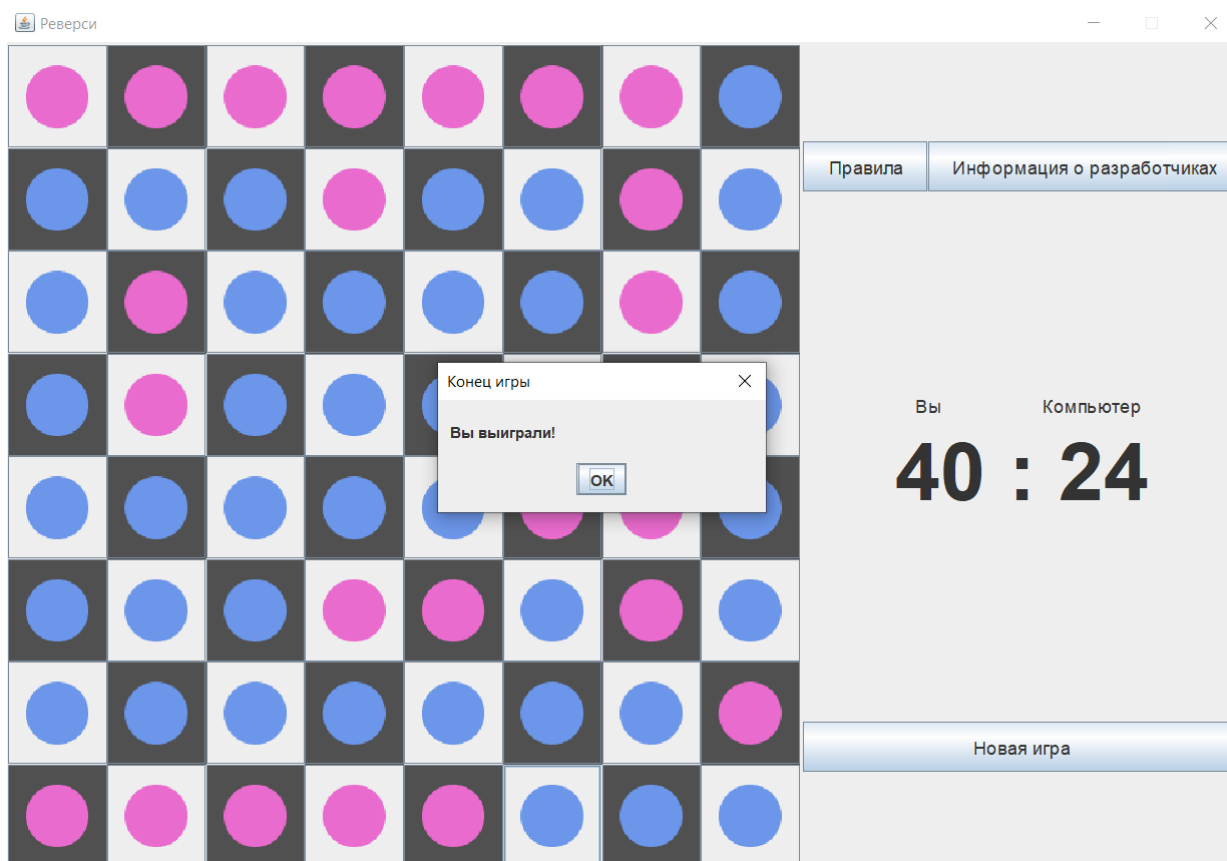 Реверси
Правила
Информация о разработчиках
Конец игры
Вы выиграли!
OK
Вы Компьютер
40 : 24
Новая игра